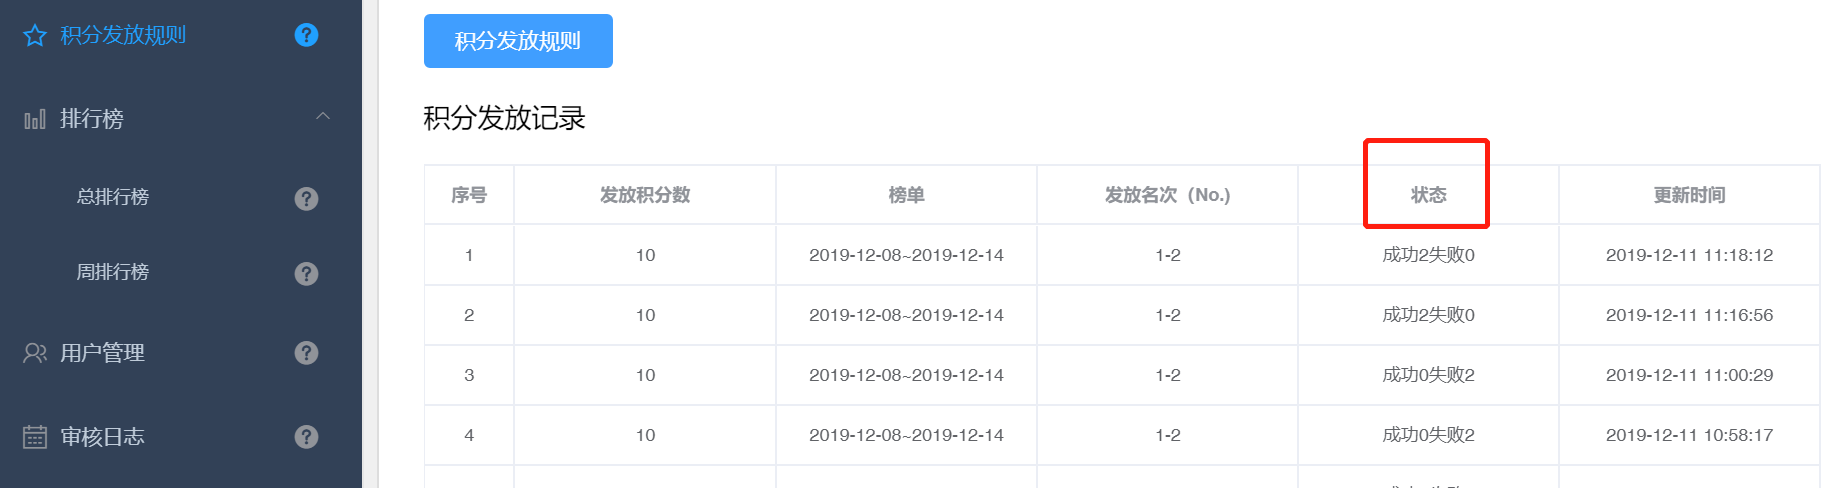 积分发放规则
排行榜
总排行榜
周排行榜
用户管理
审核日志
积分发放规则
积分发放记录
序号 发放积分数 榜单 发放名次（No.） 状态 更新时间
1 10 2019-12-08~2019-12-14 1-2 成功2失败0 2019-12-11 11:18:12
2 10 2019-12-08~2019-12-14 1-2 成功2失败0 2019-12-11 11:16:56
3 10 2019-12-08~2019-12-14 1-2 成功0失败2 2019-12-11 11:00:29
4 10 2019-12-08~2019-12-14 1-2 成功0失败2 2019-12-11 10:58:17